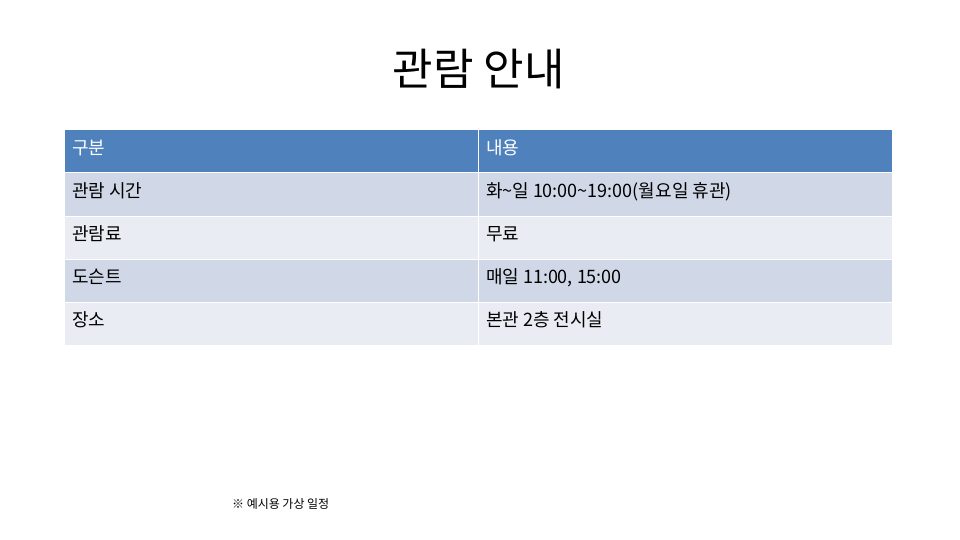 관람 안내
구분 내용
관람 시간 화~일 10:00~19:00(월요일 휴관)
관람료 무료
도슨트 매일 11:00, 15:00
장소 본관 2층 전시실
※ 예시용 가상 일정